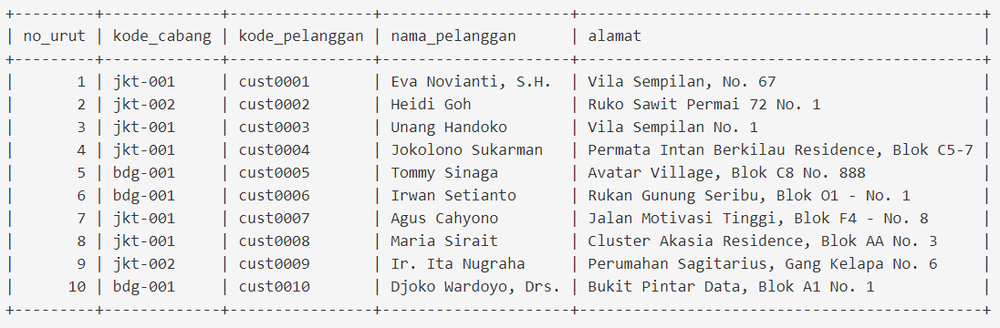 +---------+-------------+----------------+---------------------+---------------------------------------------+
| no_urut | kode_cabang | kode_pelanggan | nama_pelanggan      | alamat                                      |
+---------+-------------+----------------+---------------------+---------------------------------------------+
|       1 | jkt-001     | cust0001       | Eva Novianti, S.H.  | Vila Sempilan, No. 67                       |
|       2 | jkt-002     | cust0002       | Heidi Goh           | Ruko Sawit Permai 72 No. 1                  |
|       3 | jkt-001     | cust0003       | Unang Handoko       | Vila Sempilan No. 1                         |
|       4 | jkt-001     | cust0004       | Jokolono Sukarman   | Permata Intan Berkilau Residence, Blok C5-7 |
|       5 | bdg-001     | cust0005       | Tommy Sinaga        | Avatar Village, Blok C8 No. 888             |
|       6 | bdg-001     | cust0006       | Irwan Setianto      | Rukan Gunung Seribu, Blok O1 - No. 1        |
|       7 | jkt-001     | cust0007       | Agus Cahyono        | Jalan Motivasi Tinggi, Blok F4 - No. 8      |
|       8 | jkt-001     | cust0008       | Maria Sirait        | Cluster Akasia Residence, Blok AA No. 3     |
|       9 | jkt-002     | cust0009       | Ir. Ita Nugraha     | Perumahan Sagitarius, Gang Kelapa No. 6     |
|      10 | bdg-001     | cust0010       | Djoko Wardoyo, Drs. | Bukit Pintar Data, Blok A1 No. 1            |
+---------+-------------+----------------+---------------------+---------------------------------------------+